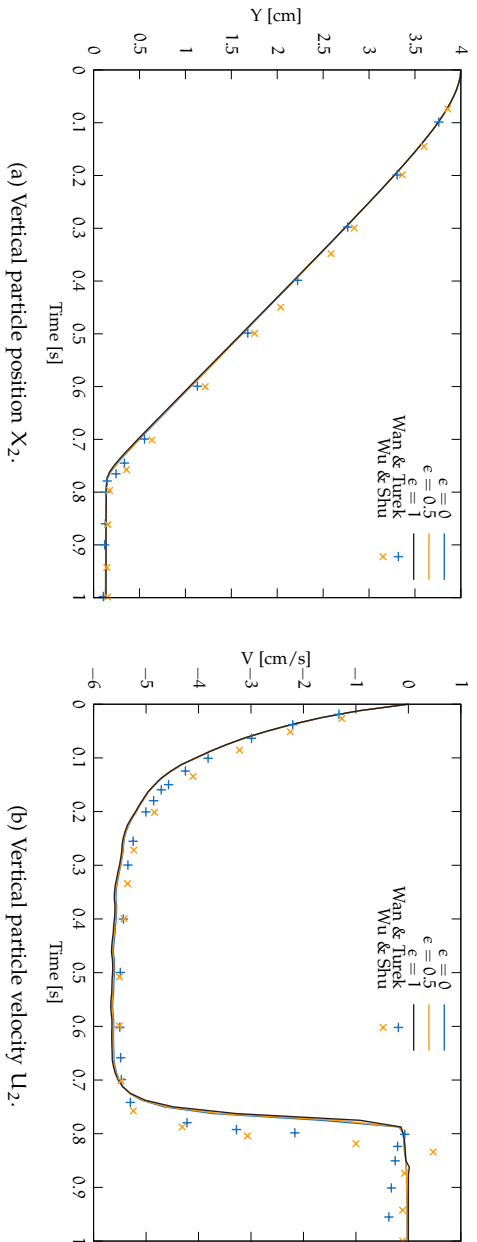 Y [cm]
4
3.5
3
2.5
2
1.5
1
0.5
0
0
0.1
0.2
0.3
0.4
0.5
0.6
0.7
0.8
0.9
1
Time [s]
ϵ = 0
ϵ = 0.5
ϵ = 1
Wan & Turek
Wu & Shu
(a) Vertical particle position X₂.
V [cm/s]
1
0
−1
−2
−3
−4
−5
−6
0
0.1
0.2
0.3
0.4
0.5
0.6
0.7
0.8
0.9
1
Time [s]
ϵ = 0
ϵ = 0.5
ϵ = 1
Wan & Turek
Wu & Shu
(b) Vertical particle velocity U₂.